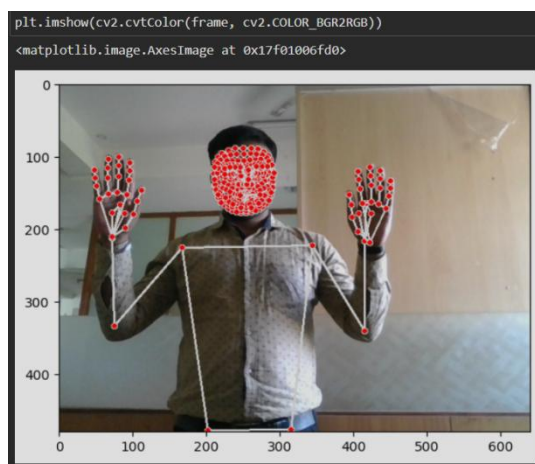 plt.imshow(cv2.cvtColor(frame, cv2.COLOR_BGR2RGB))
<matplotlib.image.AxesImage at 0x17f01006fd0>
0
100
200
300
400
0 100 200 300 400 500 600